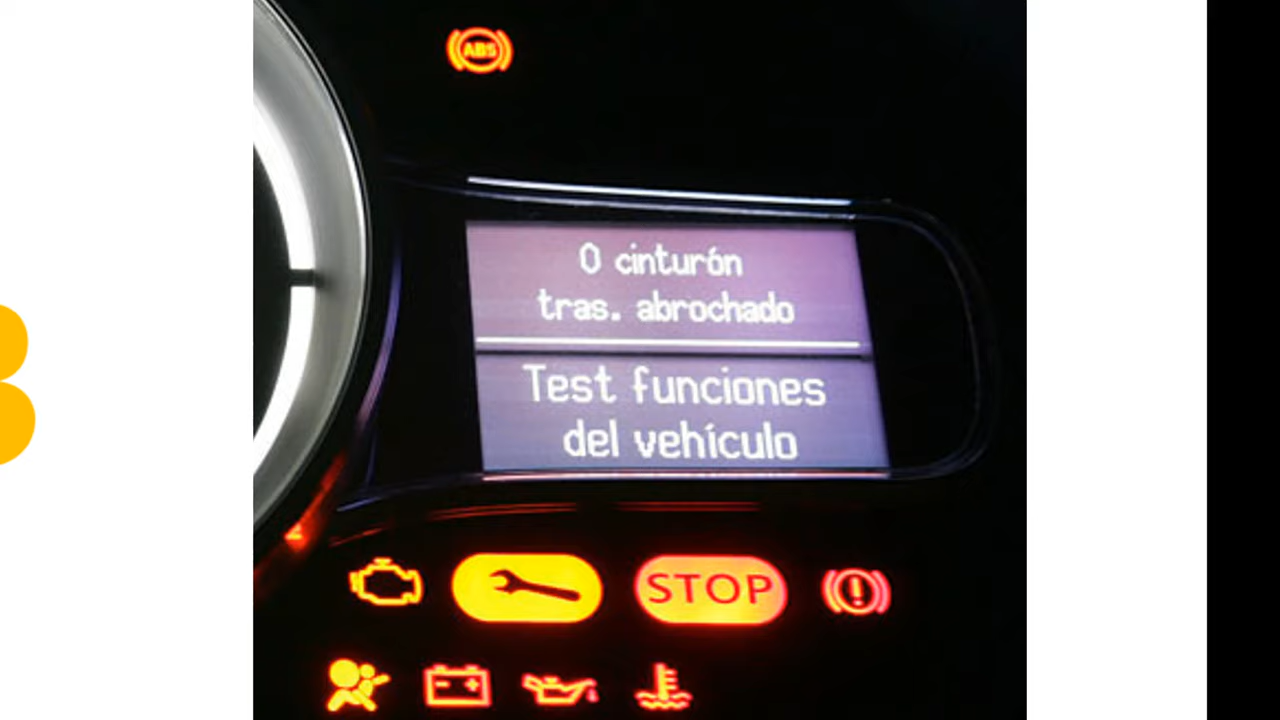 ABS
0 cinturón
tras. abrochado
Test funciones
del vehículo
STOP